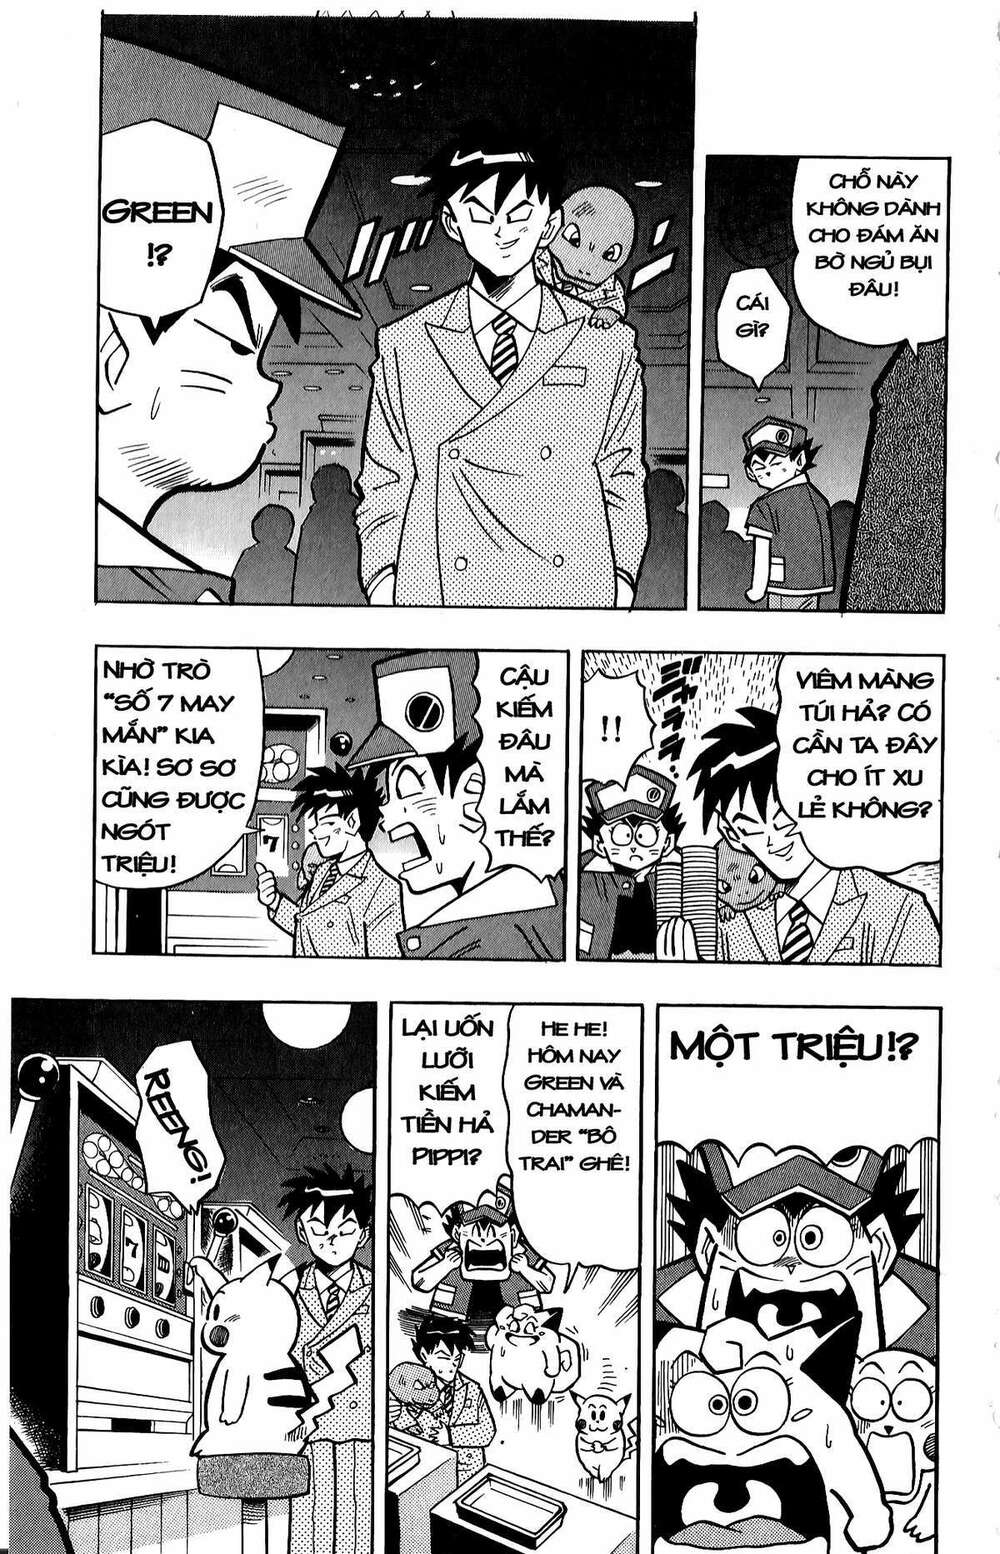 CHỖ NÀY
KHÔNG DÀNH
CHO ĐÁM ĂN
BỜ NGỦ BỤI
ĐÂU!
CÁI
GÌ?
GREEN
!?
VIÊM MÀNG
TÚI HẢ? CÓ
CẦN TA ĐÂY
CHO ÍT XU
LẺ KHÔNG?
!!
CẬU
KIẾM
ĐÂU
MÀ
LẮM
THẾ?
NHỜ TRÒ
“SỐ 7 MAY
MẮN” KIA
KÌA! SƠ SƠ
CŨNG ĐƯỢC
NGÓT
TRIỆU!
7
MỘT TRIỆU!?
HE HE!
HÔM NAY
GREEN VÀ
CHAMAN-
DER “BÔ
TRAI” GHÊ!
LẠI UỐN
LƯỠI
KIẾM
TIỀN HẢ
PIPPI?
REENG!
7